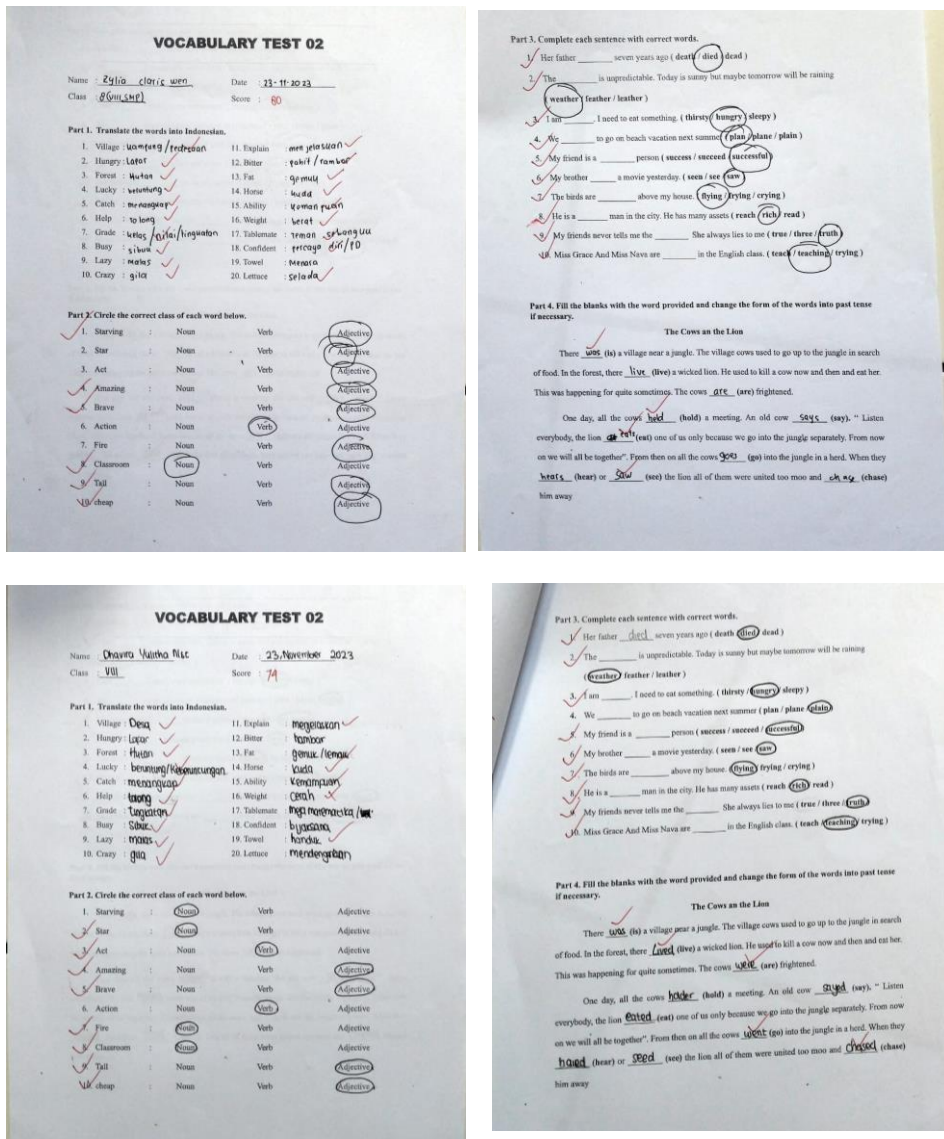 VOCABULARY TEST 02
Name : Zylia claris wen Date : 23-11-2023
Class : 8(VIII SMP) Score : 80
Part 1. Translate the words into Indonesian.
1. Village : kampung/ 11. Explain : menjelaskan
2. Hungry : Lapar 12. Bitter : pahit / hambar
3. Forest : Hutan 13. Fat : gemuk
4. Lucky : beruntung 14. Horse : kuda
5. Catch : menangkap 15. Ability :
6. Help : tolong 16. Weight : berat
7. Grade : kelas/nilai/tingkatan 17. Tablemate : teman sebangku
8. Busy : sibuk 18. Confident : percaya diri/PD
9. Lazy : malas 19. Towel : Menara
10. Crazy : gila 20. Lettuce : selada
Part 2. Circle the correct class of each word below.
1. Starving : Noun Verb Adjective
2. Star : Noun Verb Adjective
3. Act : Noun Verb Adjective
4. Amazing : Noun Verb Adjective
5. Brave : Noun Verb Adjective
6. Action : Noun Verb Adjective
7. Fire : Noun Verb Adjective
8. Classroom : Noun Verb Adjective
9. Tall : Noun Verb Adjective
10. cheap : Noun Verb Adjective
Part 3. Complete each sentence with correct words.
1. Her father ______ seven years ago ( death / died / dead )
2. The ______ is unpredictable. Today is sunny but maybe tomorrow will be raining
( weather / feather / leather )
3. I am ______. I need to eat something. ( thirsty / hungry / sleepy )
4. We ______ to go on beach vacation next summer ( plan / plane / plain )
5. My friend is a ______ person ( success / succeed / successful )
6. My brother ______ a movie yesterday. ( seen / see / saw )
7. The birds are ______ above my house. ( flying / frying / crying )
8. He is a ______ man in the city. He has many assets ( reach / rich / read )
9. My friends never tells me the ______ She always lies to me ( true / three / truth )
10. Miss Grace And Miss Nava are ______ in the English class. ( teach / teaching / trying )
Part 4. Fill the blanks with the word provided and change the form of the words into past tense
if necessary.
The Cows an the Lion
There was (is) a village near a jungle. The village cows used to go up to the jungle in search
of food. In the forest, there live (live) a wicked lion. He used to kill a cow now and then and eat her.
This was happening for quite sometimes. The cows are (are) frightened.
One day, all the cows held (hold) a meeting. An old cow says (say), “ Listen
everybody, the lion eats (eat) one of us only because we go into the jungle separately. From now
on we will all be together”. From then on all the cows goes (go) into the jungle in a herd. When they
hears (hear) or saw (see) the lion all of them were united too moo and (chase)
him away
VOCABULARY TEST 02
Name : Dhavira Yulitha Date : 23, November 2023
Class : VIII Score : 74
Part 1. Translate the words into Indonesian.
1. Village : Desa 11. Explain : megelaskan
2. Hungry : Lapar 12. Bitter : hambar
3. Forest : Hutan 13. Fat : gemuk /lemak
4. Lucky : beruntung/keberuntungan 14. Horse : kuda
5. Catch : menangkap 15. Ability : Kemampuan
6. Help : tolong 16. Weight : Cerah
7. Grade : tingkatan 17. Tablemate : meja matematika /
8. Busy : Sibuk 18. Confident : bijaksana
9. Lazy : malas 19. Towel : handuk
10. Crazy : gila 20. Lettuce : mendengarkan
Part 2. Circle the correct class of each word below.
1. Starving : Noun Verb Adjective
2. Star : Noun Verb Adjective
3. Act : Noun Verb Adjective
4. Amazing : Noun Verb Adjective
5. Brave : Noun Verb Adjective
6. Action : Noun Verb Adjective
7. Fire : Noun Verb Adjective
8. Classroom : Noun Verb Adjective
9. Tall : Noun Verb Adjective
10. cheap : Noun Verb Adjective
Part 3. Complete each sentence with correct words.
1. Her father died seven years ago ( death / died / dead )
2. The ______ is unpredictable. Today is sunny but maybe tomorrow will be raining
( weather / feather / leather )
3. I am ______. I need to eat something. ( thirsty / hungry / sleepy )
4. We ______ to go on beach vacation next summer ( plan / plane / plain )
5. My friend is a ______ person ( success / succeed / successful )
6. My brother ______ a movie yesterday. ( seen / see / saw )
7. The birds are ______ above my house. ( flying / frying / crying )
8. He is a ______ man in the city. He has many assets ( reach / rich / read )
9. My friends never tells me the ______ She always lies to me ( true / three / truth )
10. Miss Grace And Miss Nava are ______ in the English class. ( teach / teaching / trying )
Part 4. Fill the blanks with the word provided and change the form of the words into past tense
if necessary.
The Cows an the Lion
There was (is) a village near a jungle. The village cows used to go up to the jungle in search
of food. In the forest, there Lived (live) a wicked lion. He used to kill a cow now and then and eat her.
This was happening for quite sometimes. The cows were (are) frightened.
One day, all the cows hader (hold) a meeting. An old cow sayed (say), “ Listen
everybody, the lion eated (eat) one of us only because we go into the jungle separately. From now
on we will all be together”. From then on all the cows went (go) into the jungle in a herd. When they
haied (hear) or seed (see) the lion all of them were united too moo and chased (chase)
him away